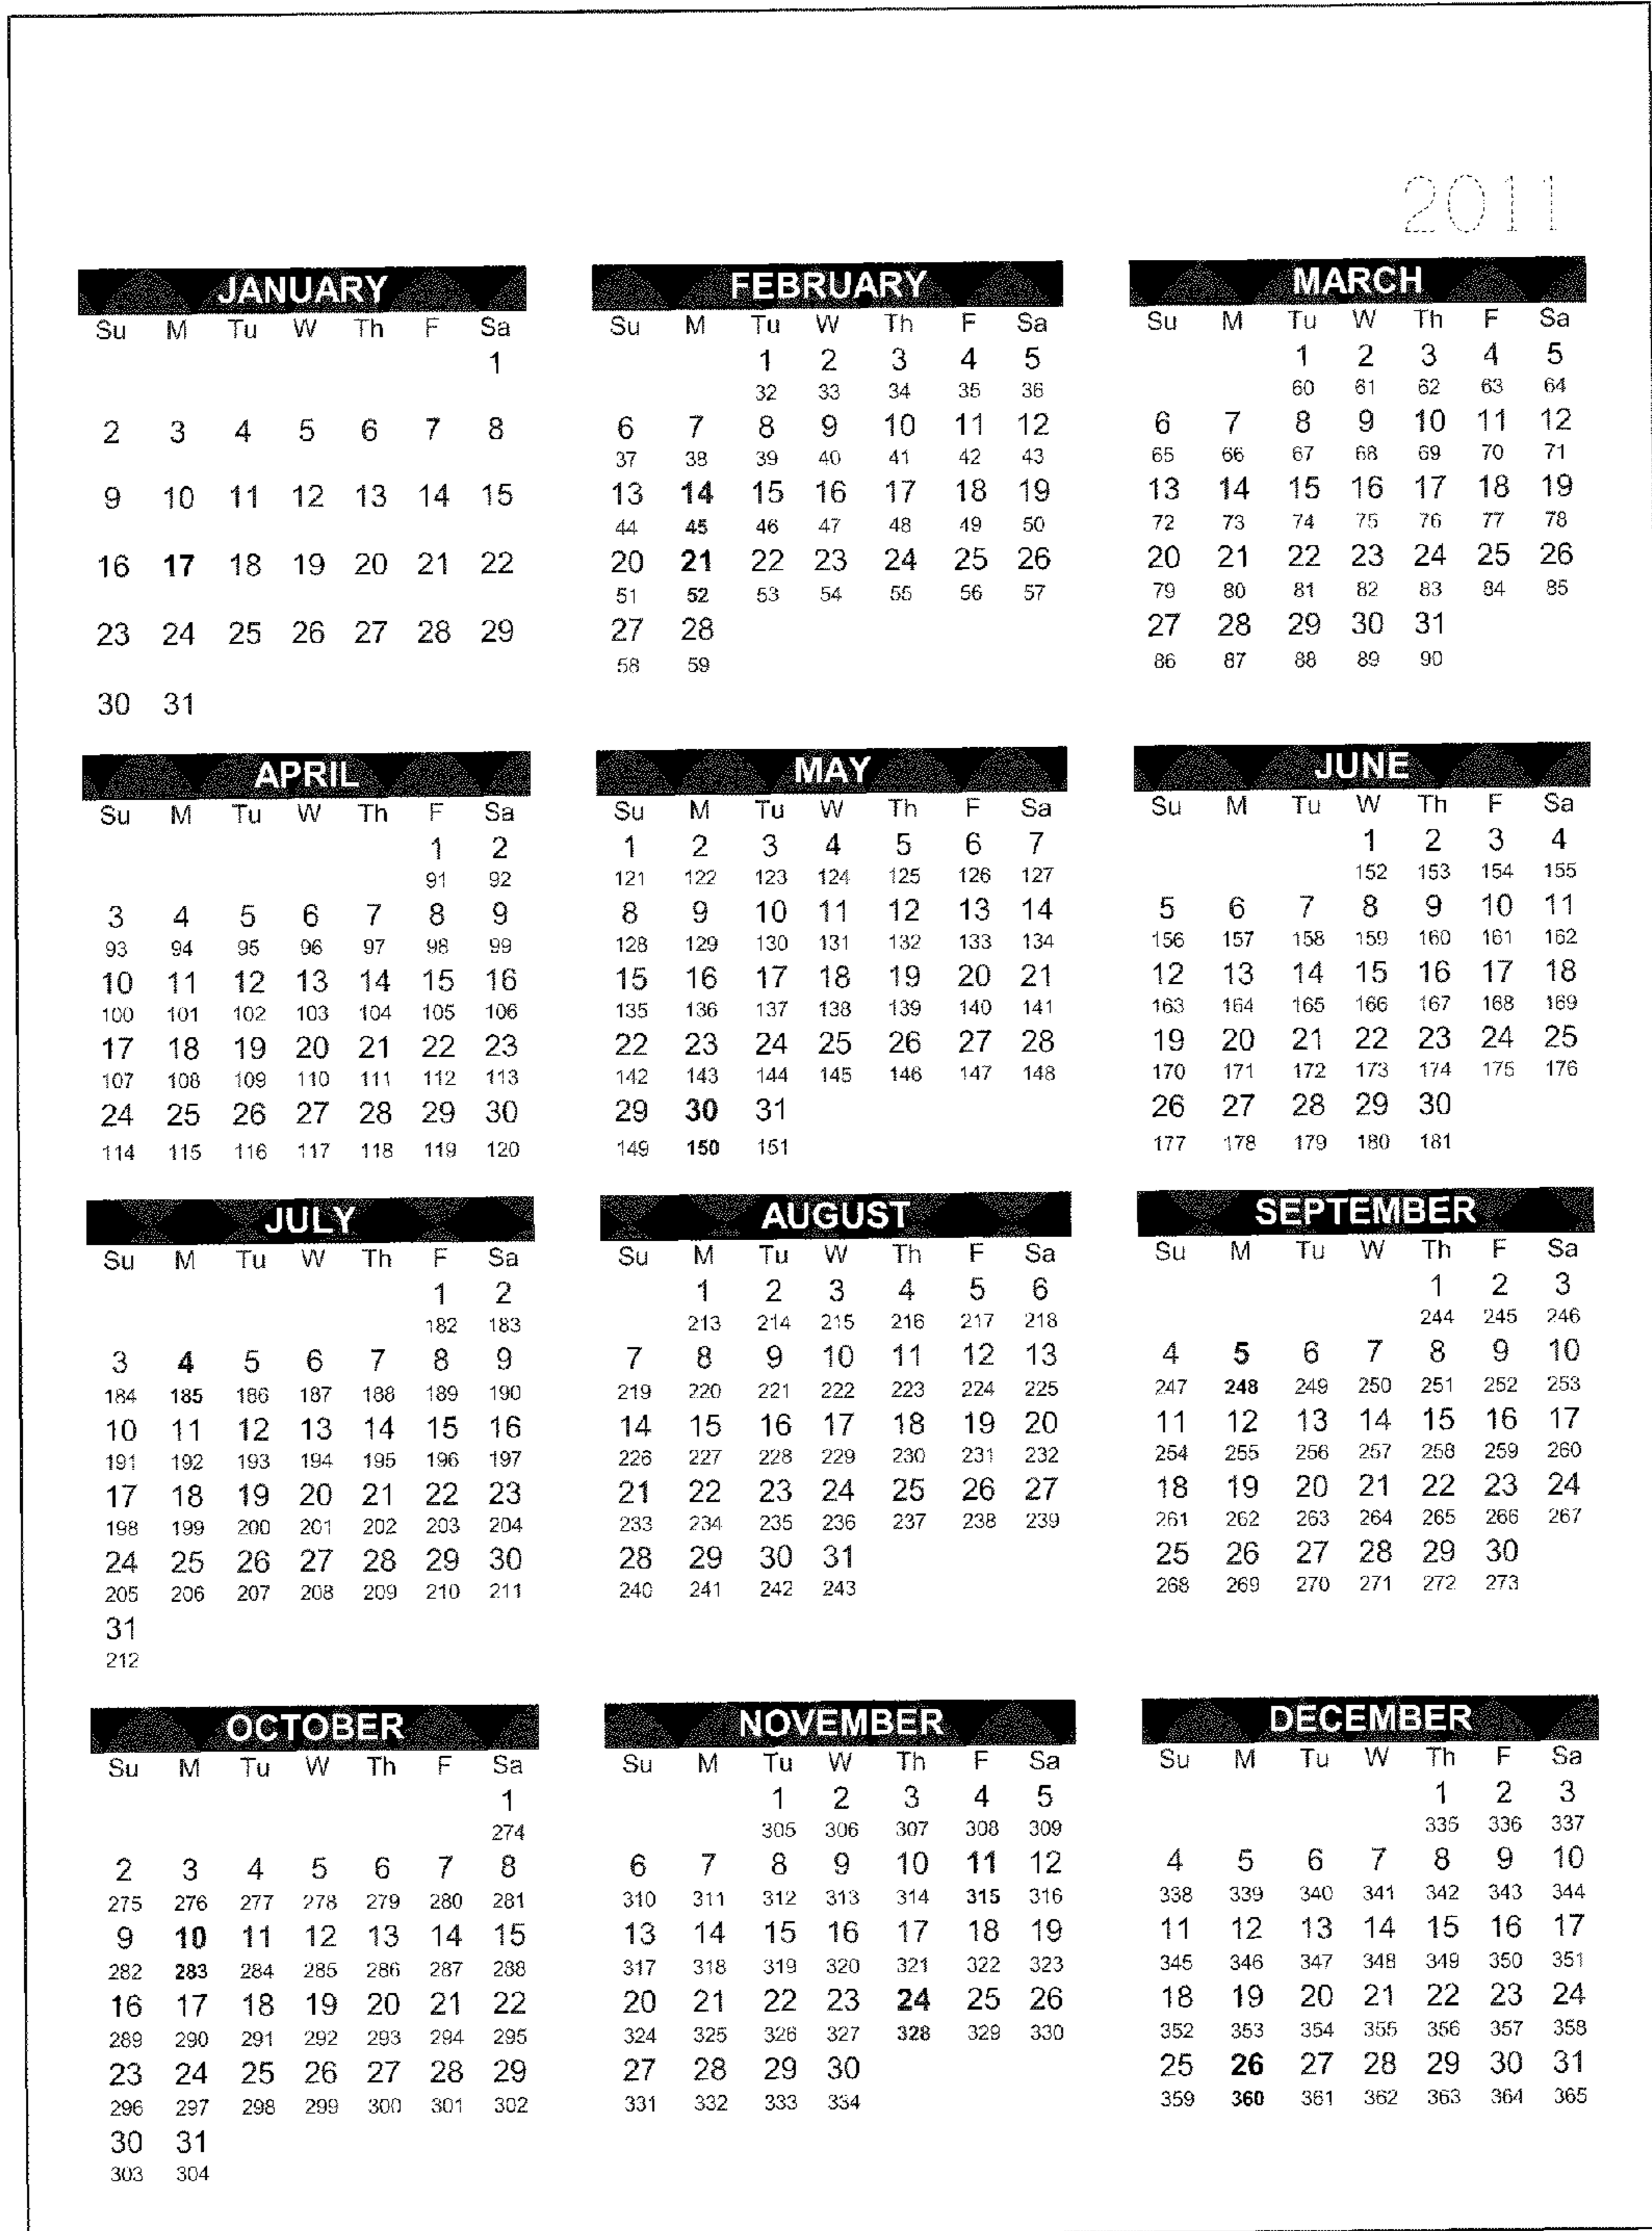 2011
JANUARY
Su M Tu W Th F Sa
1
2 3 4 5 6 7 8
9 10 11 12 13 14 15
16 17 18 19 20 21 22
23 24 25 26 27 28 29
30 31
FEBRUARY
Su M Tu W Th F Sa
1 2 3 4 5
32 33 34 35 36
6 7 8 9 10 11 12
37 38 39 40 41 42 43
13 14 15 16 17 18 19
44 45 46 47 48 49 50
20 21 22 23 24 25 26
51 52 53 54 55 56 57
27 28
58 59
MARCH
Su M Tu W Th F Sa
1 2 3 4 5
60 61 62 63 64
6 7 8 9 10 11 12
65 66 67 68 69 70 71
13 14 15 16 17 18 19
72 73 74 75 76 77 78
20 21 22 23 24 25 26
79 80 81 82 83 84 85
27 28 29 30 31
86 87 88 89 90
APRIL
Su M Tu W Th F Sa
1 2
91 92
3 4 5 6 7 8 9
93 94 95 96 97 98 99
10 11 12 13 14 15 16
100 101 102 103 104 105 106
17 18 19 20 21 22 23
107 108 109 110 111 112 113
24 25 26 27 28 29 30
114 115 116 117 118 119 120
MAY
Su M Tu W Th F Sa
1 2 3 4 5 6 7
121 122 123 124 125 126 127
8 9 10 11 12 13 14
128 129 130 131 132 133 134
15 16 17 18 19 20 21
135 136 137 138 139 140 141
22 23 24 25 26 27 28
142 143 144 145 146 147 148
29 30 31
149 150 151
JUNE
Su M Tu W Th F Sa
1 2 3 4
152 153 154 155
5 6 7 8 9 10 11
156 157 158 159 160 161 162
12 13 14 15 16 17 18
163 164 165 166 167 168 169
19 20 21 22 23 24 25
170 171 172 173 174 175 176
26 27 28 29 30
177 178 179 180 181
JULY
Su M Tu W Th F Sa
1 2
182 183
3 4 5 6 7 8 9
184 185 186 187 188 189 190
10 11 12 13 14 15 16
191 192 193 194 195 196 197
17 18 19 20 21 22 23
198 199 200 201 202 203 204
24 25 26 27 28 29 30
205 206 207 208 209 210 211
31
212
AUGUST
Su M Tu W Th F Sa
1 2 3 4 5 6
213 214 215 216 217 218
7 8 9 10 11 12 13
219 220 221 222 223 224 225
14 15 16 17 18 19 20
226 227 228 229 230 231 232
21 22 23 24 25 26 27
233 234 235 236 237 238 239
28 29 30 31
240 241 242 243
SEPTEMBER
Su M Tu W Th F Sa
1 2 3
244 245 246
4 5 6 7 8 9 10
247 248 249 250 251 252 253
11 12 13 14 15 16 17
254 255 256 257 258 259 260
18 19 20 21 22 23 24
261 262 263 264 265 266 267
25 26 27 28 29 30
268 269 270 271 272 273
OCTOBER
Su M Tu W Th F Sa
1
274
2 3 4 5 6 7 8
275 276 277 278 279 280 281
9 10 11 12 13 14 15
282 283 284 285 286 287 288
16 17 18 19 20 21 22
289 290 291 292 293 294 295
23 24 25 26 27 28 29
296 297 298 299 300 301 302
30 31
303 304
NOVEMBER
Su M Tu W Th F Sa
1 2 3 4 5
305 306 307 308 309
6 7 8 9 10 11 12
310 311 312 313 314 315 316
13 14 15 16 17 18 19
317 318 319 320 321 322 323
20 21 22 23 24 25 26
324 325 326 327 328 329 330
27 28 29 30
331 332 333 334
DECEMBER
Su M Tu W Th F Sa
1 2 3
335 336 337
4 5 6 7 8 9 10
338 339 340 341 342 343 344
11 12 13 14 15 16 17
345 346 347 348 349 350 351
18 19 20 21 22 23 24
352 353 354 355 356 357 358
25 26 27 28 29 30 31
359 360 361 362 363 364 365